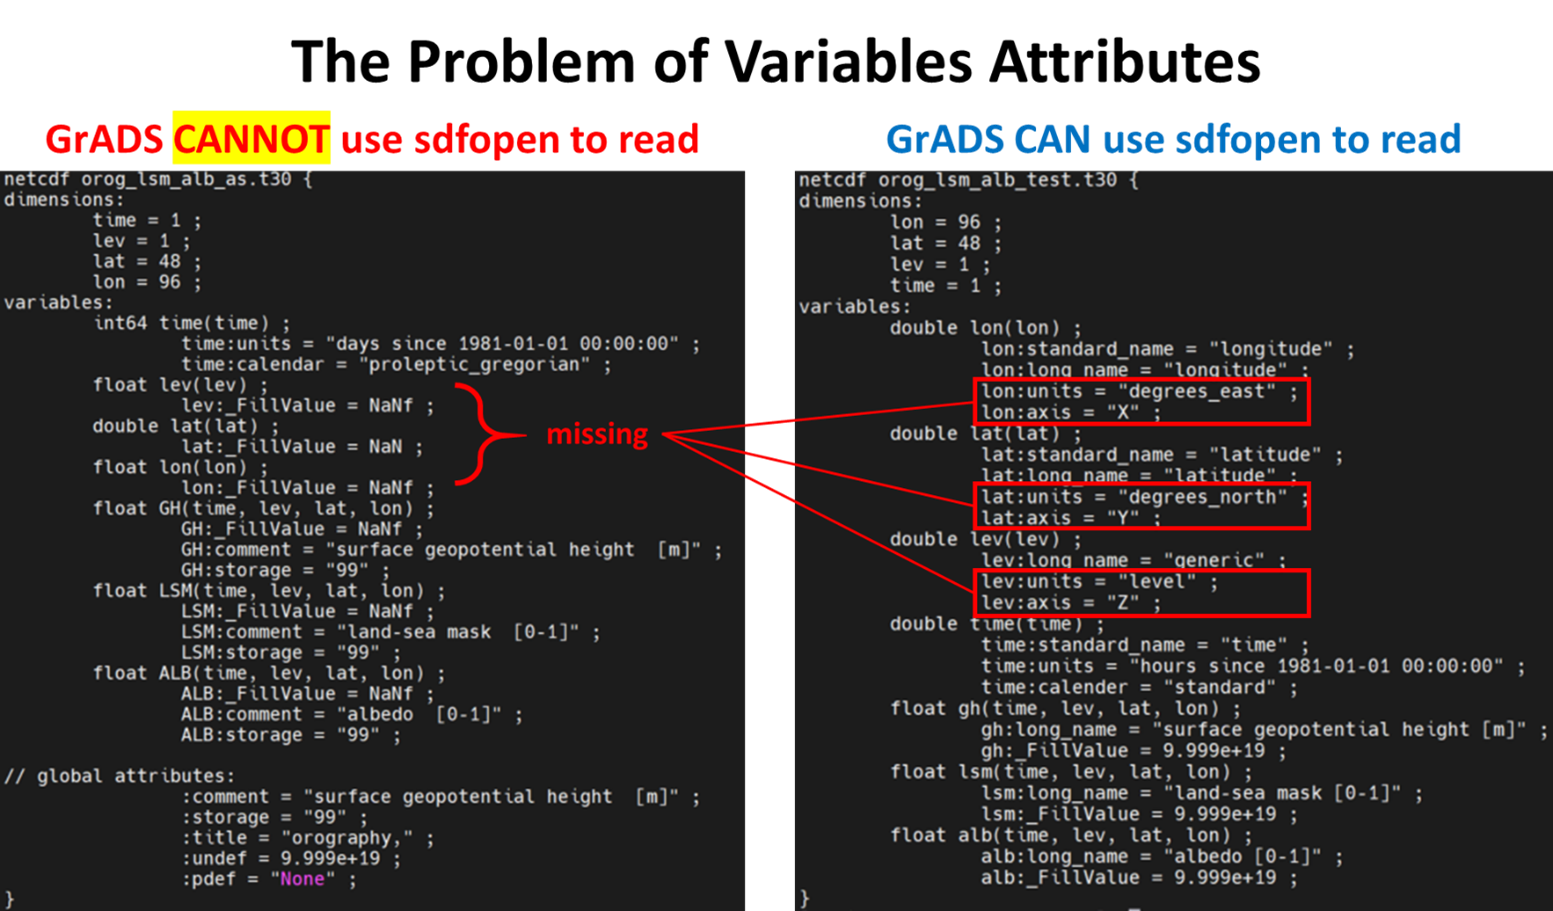 The Problem of Variables Attributes
GrADS CANNOT use sdfopen to read
netcdf orog_lsm_alb_as.t30 {
dimensions:
time = 1 ;
lev = 1 ;
lat = 48 ;
lon = 96 ;
variables:
int64 time(time) ;
time:units = "days since 1981-01-01 00:00:00" ;
time:calendar = "proleptic_gregorian" ;
float lev(lev) ;
lev:_FillValue = NaNf ;
double lat(lat) ;
lat:_FillValue = NaN ;
float lon(lon) ;
lon:_FillValue = NaNf ;
float GH(time, lev, lat, lon) ;
GH:_FillValue = NaNf ;
GH:comment = "surface geopotential height  [m]" ;
GH:storage = "99" ;
float LSM(time, lev, lat, lon) ;
LSM:_FillValue = NaNf ;
LSM:comment = "land-sea mask  [0-1]" ;
LSM:storage = "99" ;
float ALB(time, lev, lat, lon) ;
ALB:_FillValue = NaNf ;
ALB:comment = "albedo  [0-1]" ;
ALB:storage = "99" ;
// global attributes:
:comment = "surface geopotential height  [m]" ;
:storage = "99" ;
:title = "orography," ;
:undef = 9.999e+19 ;
:pdef = "None" ;
}
missing
GrADS CAN use sdfopen to read
netcdf orog_lsm_alb_test.t30 {
dimensions:
lon = 96 ;
lat = 48 ;
lev = 1 ;
time = 1 ;
variables:
double lon(lon) ;
lon:standard_name = "longitude" ;
lon:long_name = "longitude" ;
lon:units = "degrees_east" ;
lon:axis = "X" ;
double lat(lat) ;
lat:standard_name = "latitude" ;
lat:long_name = "latitude" ;
lat:units = "degrees_north" ;
lat:axis = "Y" ;
double lev(lev) ;
lev:long_name = "generic" ;
lev:units = "level" ;
lev:axis = "Z" ;
double time(time) ;
time:standard_name = "time" ;
time:units = "hours since 1981-01-01 00:00:00" ;
time:calender = "standard" ;
float gh(time, lev, lat, lon) ;
gh:long_name = "surface geopotential height [m]" ;
gh:_FillValue = 9.999e+19 ;
float lsm(time, lev, lat, lon) ;
lsm:long_name = "land-sea mask [0-1]" ;
lsm:_FillValue = 9.999e+19 ;
float alb(time, lev, lat, lon) ;
alb:long_name = "albedo [0-1]" ;
alb:_FillValue = 9.999e+19 ;
}